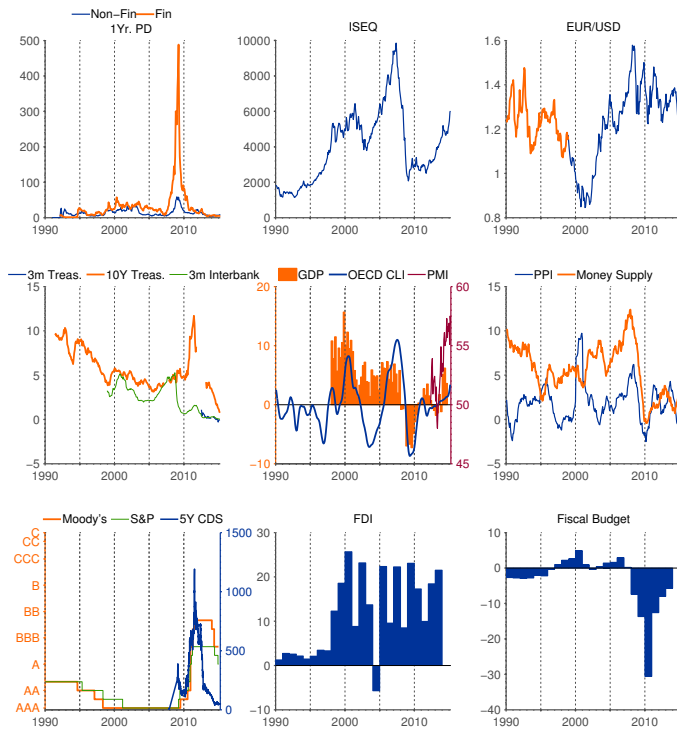 Non−Fin Fin
1Yr. PD ISEQ EUR/USD
500 10000 1.6
400 8000 1.4
300 6000 1.2
200 4000 1
100 2000
0 0 0.8
1990 2000 2010 1990 2000 2010 1990 2000 2010
3m Treas. 10Y Treas. 3m Interbank GDP OECD CLI PMI PPI Money Supply
15 20 60 15
10 10 55 10
5 5
0 0 50 0
−5 −10 45 −5
1990 2000 2010 1990 2000 2010 1990 2000 2010
Moody's S&P 5Y CDS FDI Fiscal Budget
C 1500 30 10
CC
CCC 20 0
B 1000 −10
BB 10
BBB 500 −20
A 0 −30
AA
AAA 0 −10 −40
1990 2000 2010 1990 2000 2010 1990 2000 2010